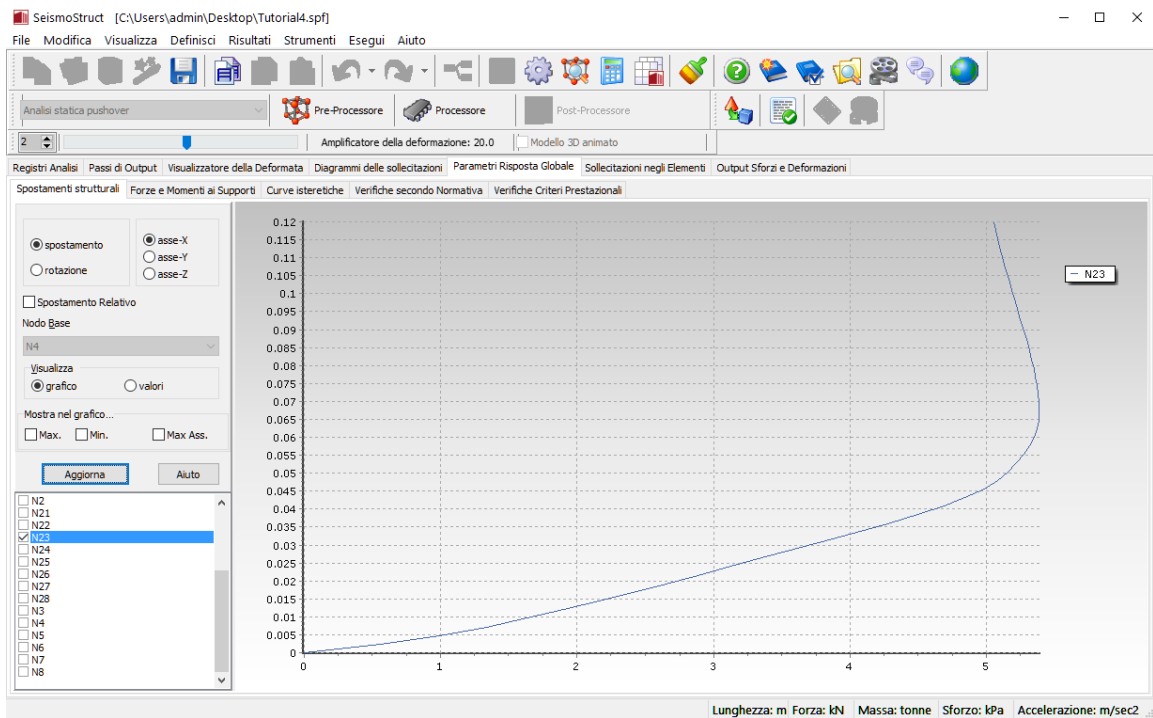 SeismoStruct [C:\Users\admin\Desktop\Tutorial4.spf]
File Modifica Visualizza Definisci Risultati Strumenti Esegui Aiuto
Analisi statica pushover Pre-Processore Processore Post-Processore
2 Amplificatore della deformazione: 20.0 Modello 3D animato
Registri Analisi Passi di Output Visualizzatore della Deformata Diagrammi delle sollecitazioni Parametri Risposta Globale Sollecitazioni negli Elementi Output Sforzi e Deformazioni
Spostamenti strutturali Forze e Momenti ai Supporti Curve isteretiche Verifiche secondo Normativa Verifiche Criteri Prestazionali
spostamento
rotazione
asse-X
asse-Y
asse-Z
Spostamento Relativo
Nodo Base
N4
Visualizza
grafico valori
Mostra nel grafico...
Max. Min. Max Ass.
Aggiorna Aiuto
N2
N21
N22
N23
N24
N25
N26
N27
N28
N3
N4
N5
N6
N7
N8
0.12
0.115
0.11
0.105
0.1
0.095
0.09
0.085
0.08
0.075
0.07
0.065
0.06
0.055
0.05
0.045
0.04
0.035
0.03
0.025
0.02
0.015
0.01
0.005
0
0 1 2 3 4 5
N23
Lunghezza: m Forza: kN Massa: tonne Sforzo: kPa Accelerazione: m/sec2